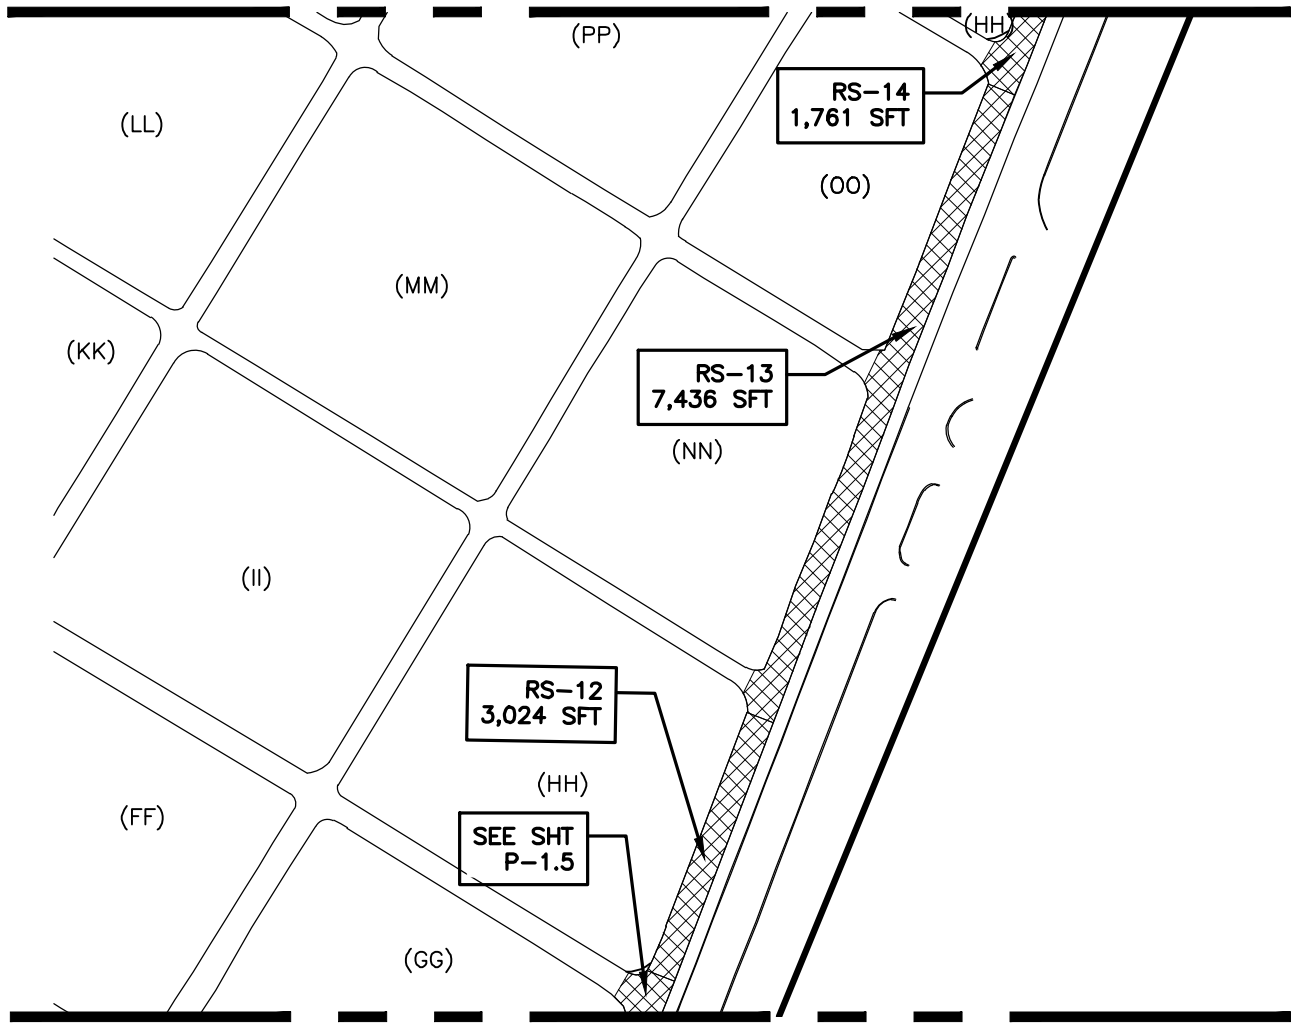 (PP)
(HH)
RS-14
1,761 SFT
(LL)
(OO)
(MM)
(KK)
RS-13
7,436 SFT
(NN)
(II)
RS-12
3,024 SFT
(HH)
(FF)
SEE SHT
P-1.5
(GG)